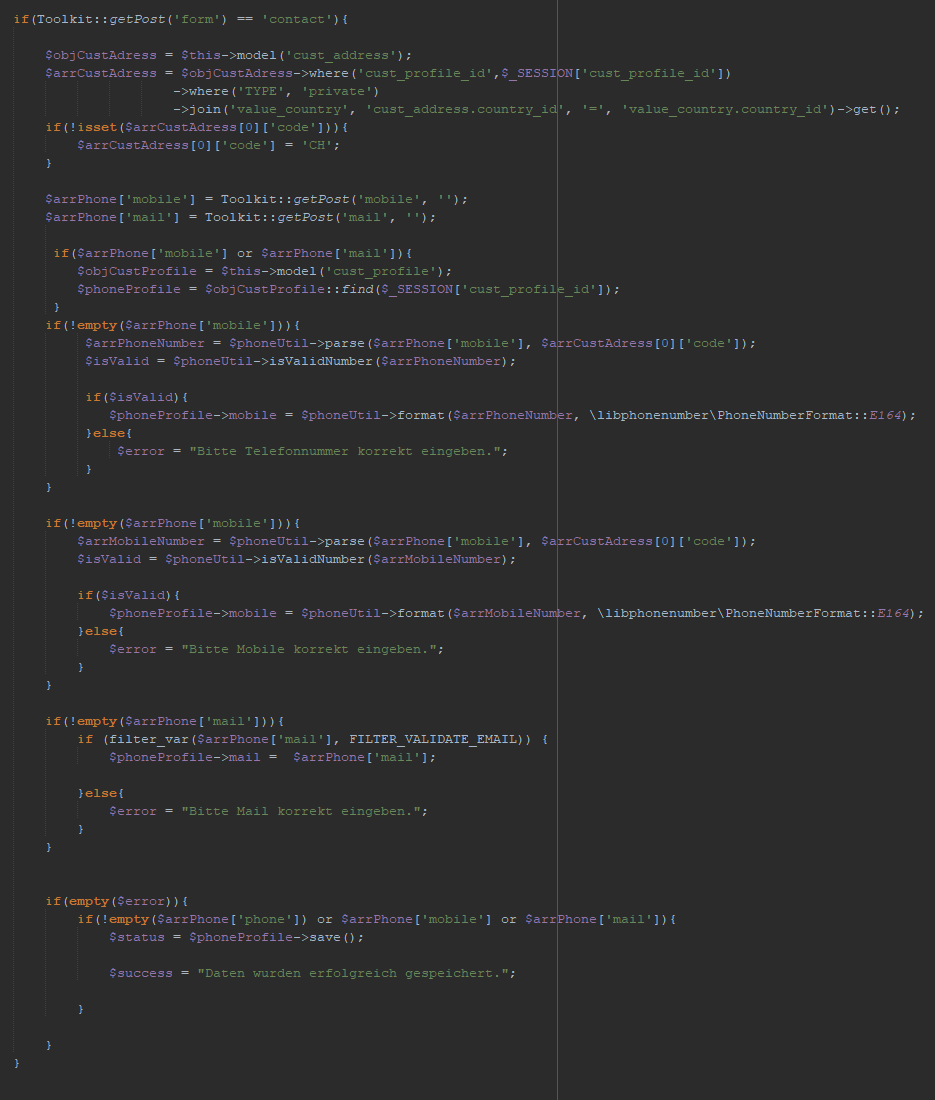 if(Toolkit::getPost('form') == 'contact'){
$objCustAdress = $this->model('cust_address');
$arrCustAdress = $objCustAdress->where('cust_profile_id',$_SESSION['cust_profile_id'])
->where('TYPE', 'private')
->join('value_country', 'cust_address.country_id', '=', 'value_country.country_id')->get();
if(!isset($arrCustAdress[0]['code'])){
$arrCustAdress[0]['code'] = 'CH';
}
$arrPhone['mobile'] = Toolkit::getPost('mobile', '');
$arrPhone['mail'] = Toolkit::getPost('mail', '');
if($arrPhone['mobile'] or $arrPhone['mail']){
$objCustProfile = $this->model('cust_profile');
$phoneProfile = $objCustProfile::find($_SESSION['cust_profile_id']);
}
if(!empty($arrPhone['mobile'])){
$arrPhoneNumber = $phoneUtil->parse($arrPhone['mobile'], $arrCustAdress[0]['code']);
$isValid = $phoneUtil->isValidNumber($arrPhoneNumber);
if($isValid){
$phoneProfile->mobile = $phoneUtil->format($arrPhoneNumber, \libphonenumber\PhoneNumberFormat::E164);
}else{
$error = "Bitte Telefonnummer korrekt eingeben.";
}
}
if(!empty($arrPhone['mobile'])){
$arrMobileNumber = $phoneUtil->parse($arrPhone['mobile'], $arrCustAdress[0]['code']);
$isValid = $phoneUtil->isValidNumber($arrMobileNumber);
if($isValid){
$phoneProfile->mobile = $phoneUtil->format($arrMobileNumber, \libphonenumber\PhoneNumberFormat::E164);
}else{
$error = "Bitte Mobile korrekt eingeben.";
}
}
if(!empty($arrPhone['mail'])){
if (filter_var($arrPhone['mail'], FILTER_VALIDATE_EMAIL)) {
$phoneProfile->mail =  $arrPhone['mail'];
}else{
$error = "Bitte Mail korrekt eingeben.";
}
}
if(empty($error)){
if(!empty($arrPhone['phone']) or $arrPhone['mobile'] or $arrPhone['mail']){
$status = $phoneProfile->save();
$success = "Daten wurden erfolgreich gespeichert.";
}
}
}